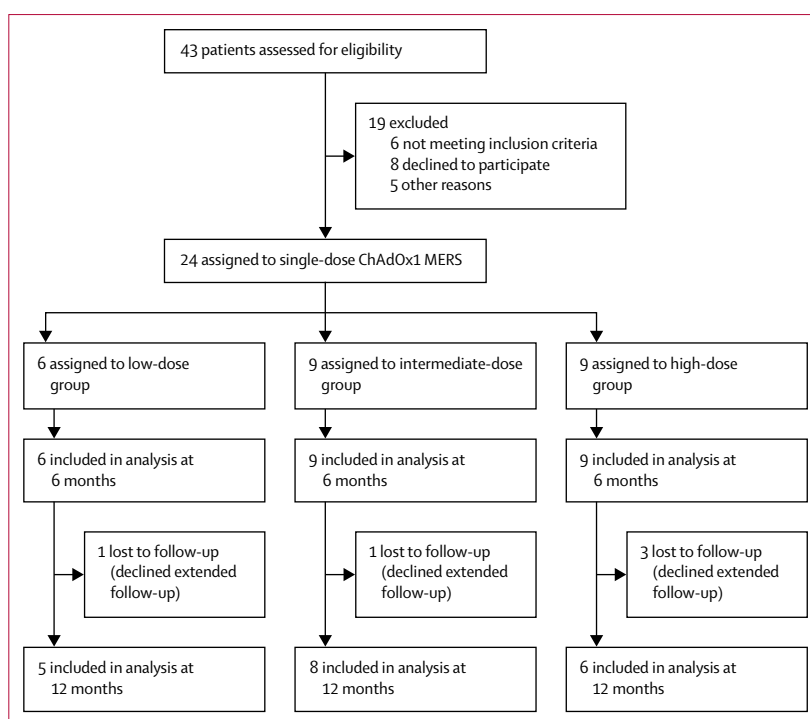 43 patients assessed for eligibility
19 excluded
6 not meeting inclusion criteria
8 declined to participate
5 other reasons
24 assigned to single-dose ChAdOx1 MERS
6 assigned to low-dose
group
9 assigned to intermediate-dose
group
9 assigned to high-dose
group
6 included in analysis at
6 months
9 included in analysis at
6 months
9 included in analysis at
6 months
1 lost to follow-up
(declined extended
follow-up)
1 lost to follow-up
(declined extended
follow-up)
3 lost to follow-up
(declined extended
follow-up)
5 included in analysis at
12 months
8 included in analysis at
12 months
6 included in analysis at
12 months